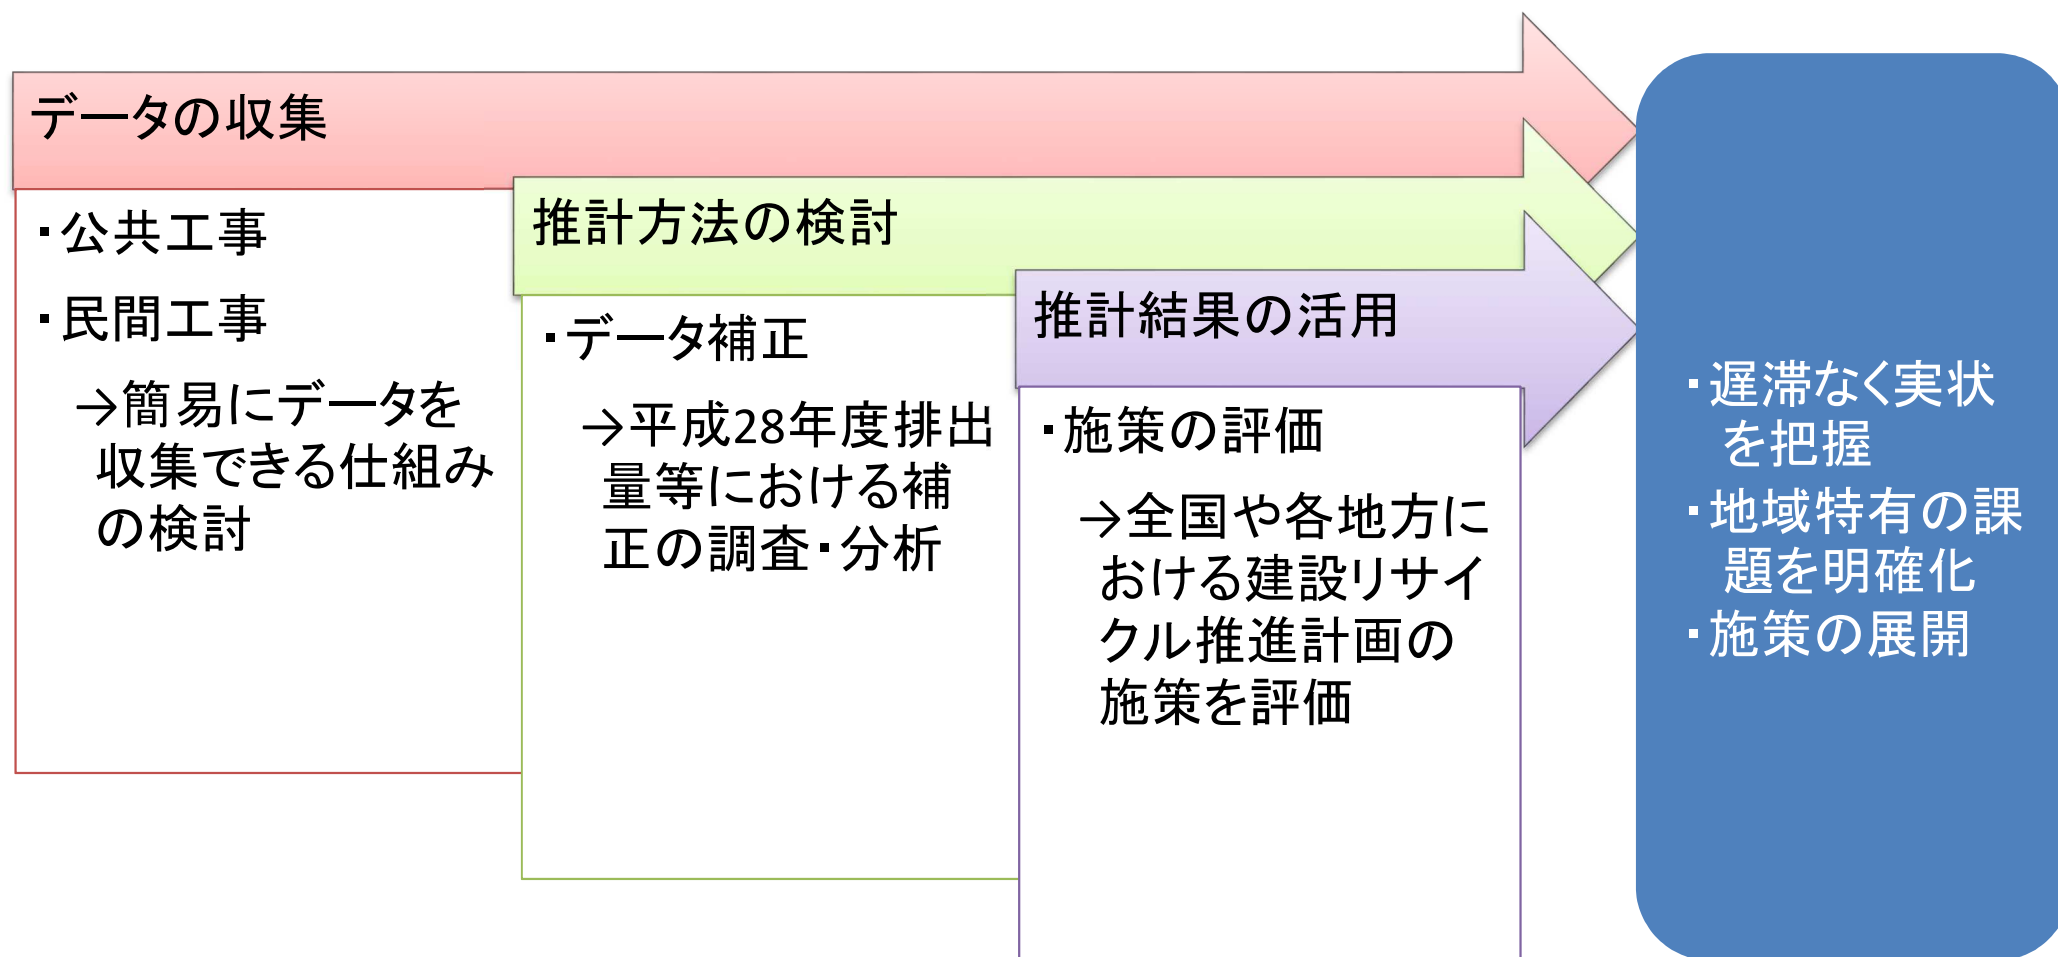 データの収集
・公共工事
・民間工事
→簡易にデータを
収集できる仕組み
の検討
推計方法の検討
・データ補正
→平成28年度排出
量等における補
正の調査・分析
推計結果の活用
・施策の評価
→全国や各地方に
おける建設リサイ
クル推進計画の
施策を評価
・遅滞なく実状
を把握
・地域特有の課
題を明確化
・施策の展開